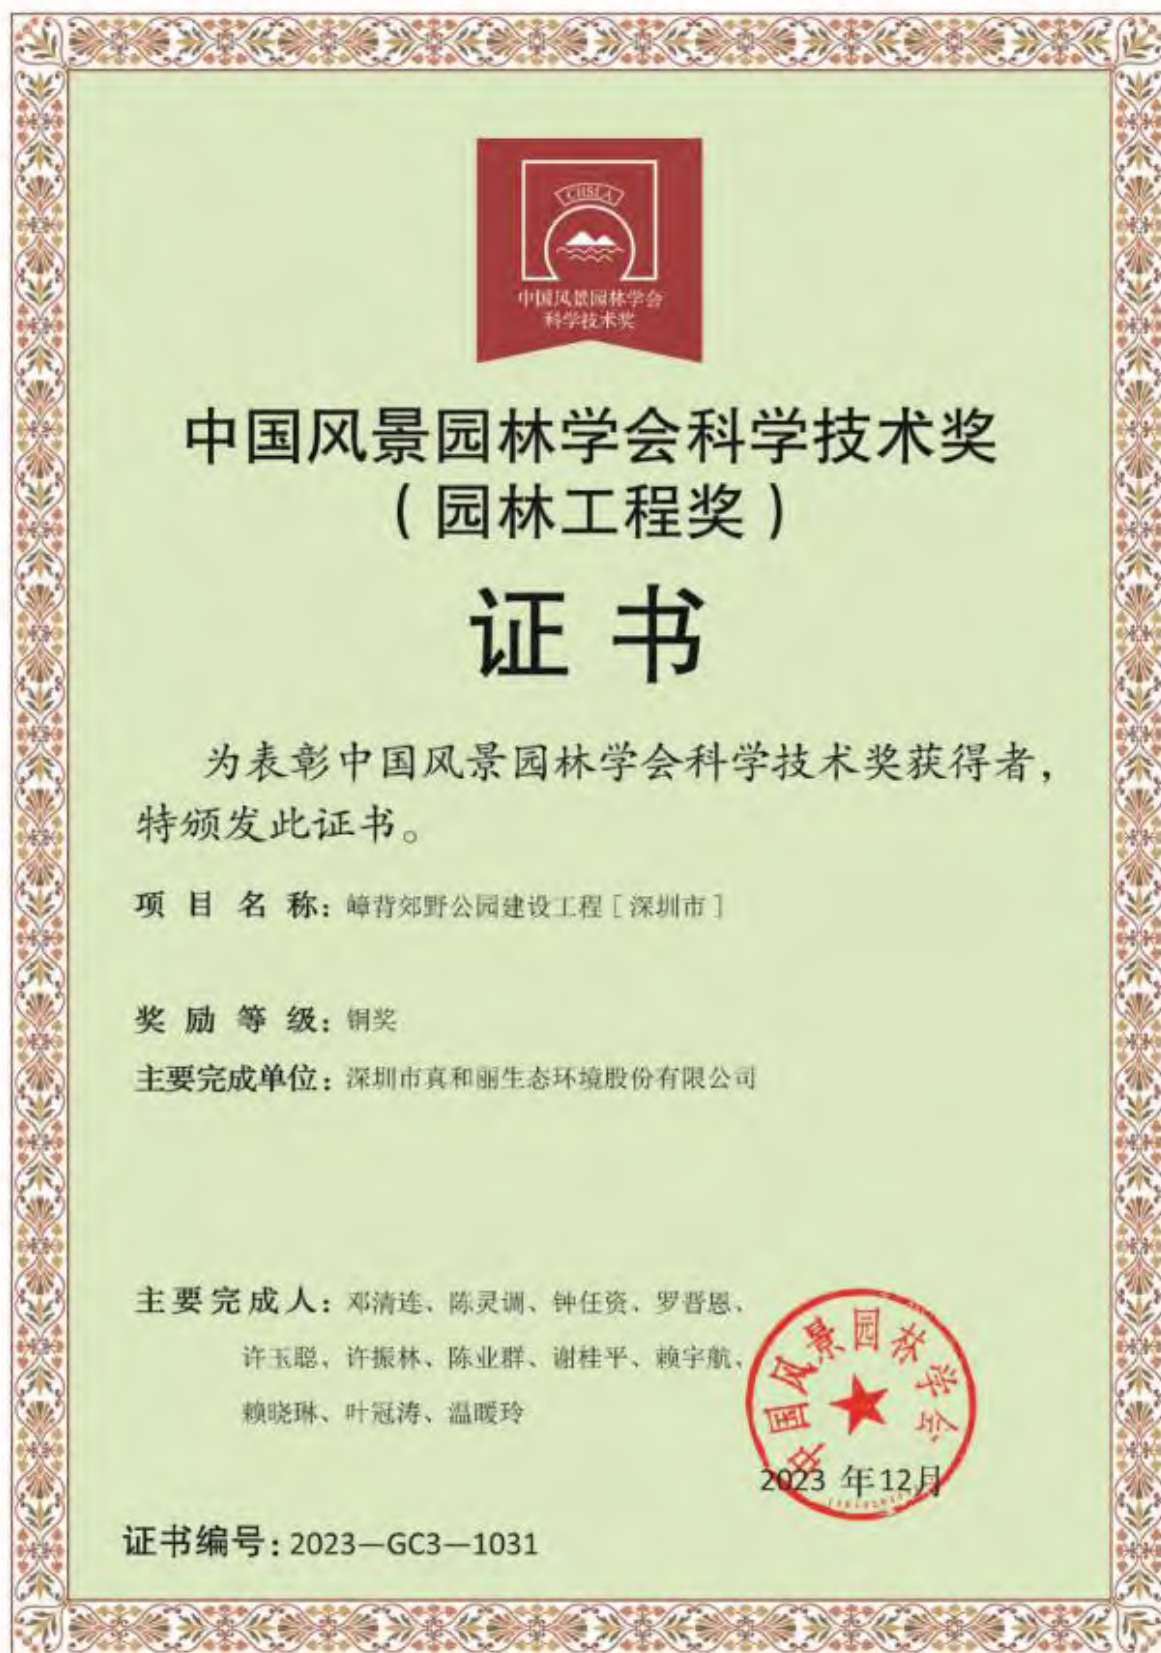 CHSLA
中国风景园林学会
科学技术奖
中国风景园林学会科学技术奖
(园林工程奖)
证书
为表彰中国风景园林学会科学技术奖获得者，
特颁发此证书。
项目名称：嶂背郊野公园建设工程[深圳市]
奖励等级：铜奖
主要完成单位：深圳市真和丽生态环境股份有限公司
主要完成人：邓清连、陈灵调、钟任资、罗晋恩、
许玉聪、许振林、陈业群、谢桂平、赖宇航、
赖晓琳、叶冠涛、温暖玲
中国风景园林学会
2023 年12月
证书编号：2023—GC3—1031